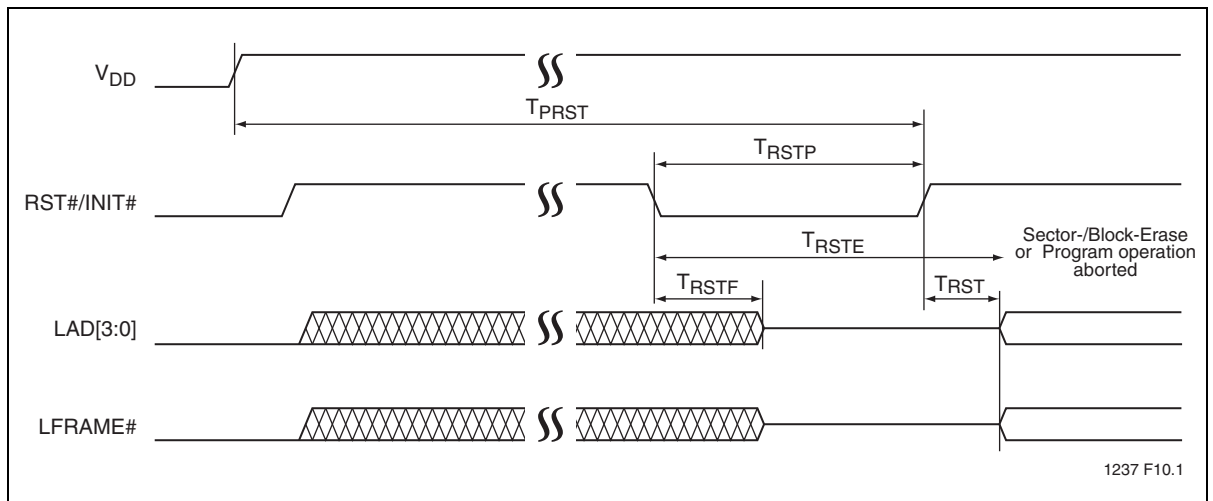 VDD
TPRST
TRSTP
RST#/INIT#
TRSTE
Sector-/Block-Erase
or Program operation
aborted
TRSTF
TRST
LAD[3:0]
LFRAME#
1237 F10.1